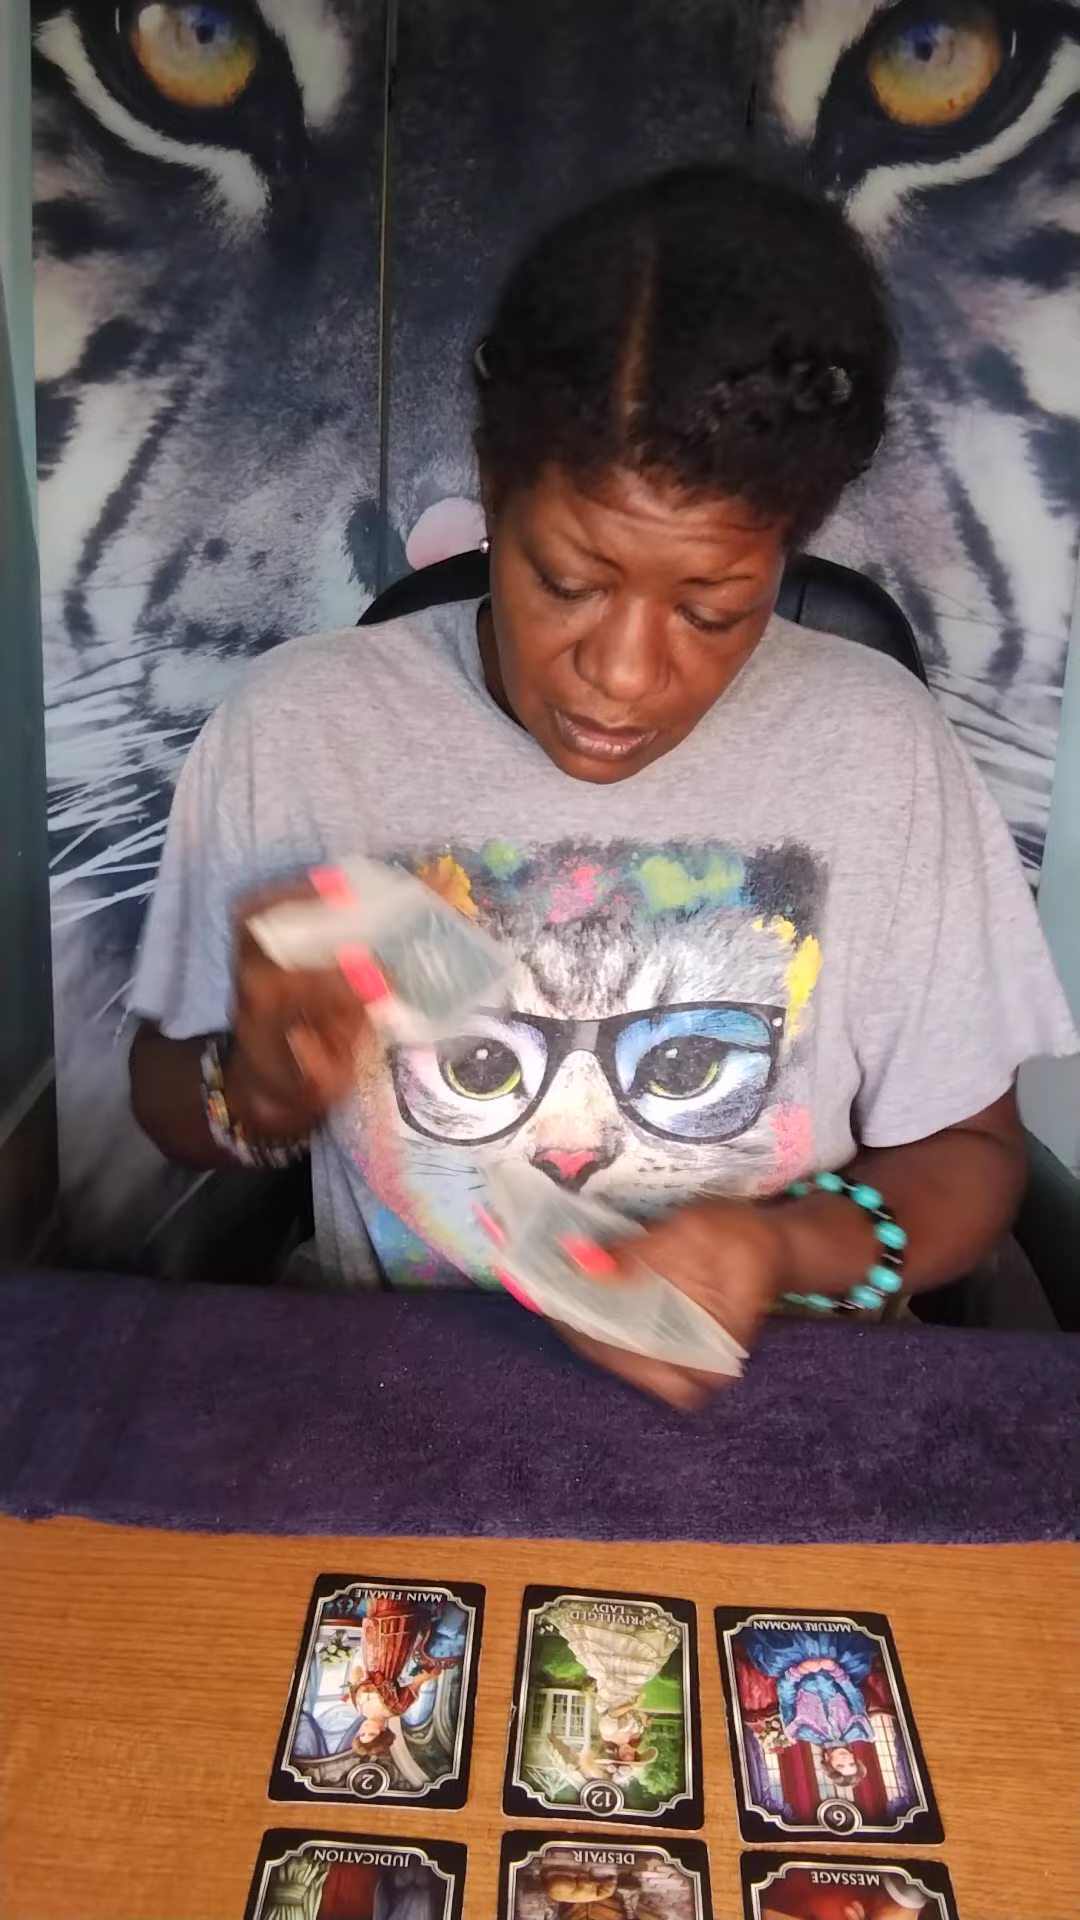 MAIN FEMALE
2
PRIVILEGED
LADY
12
MATURE WOMAN
6
JUDICATION
DESPAIR
MESSAGE